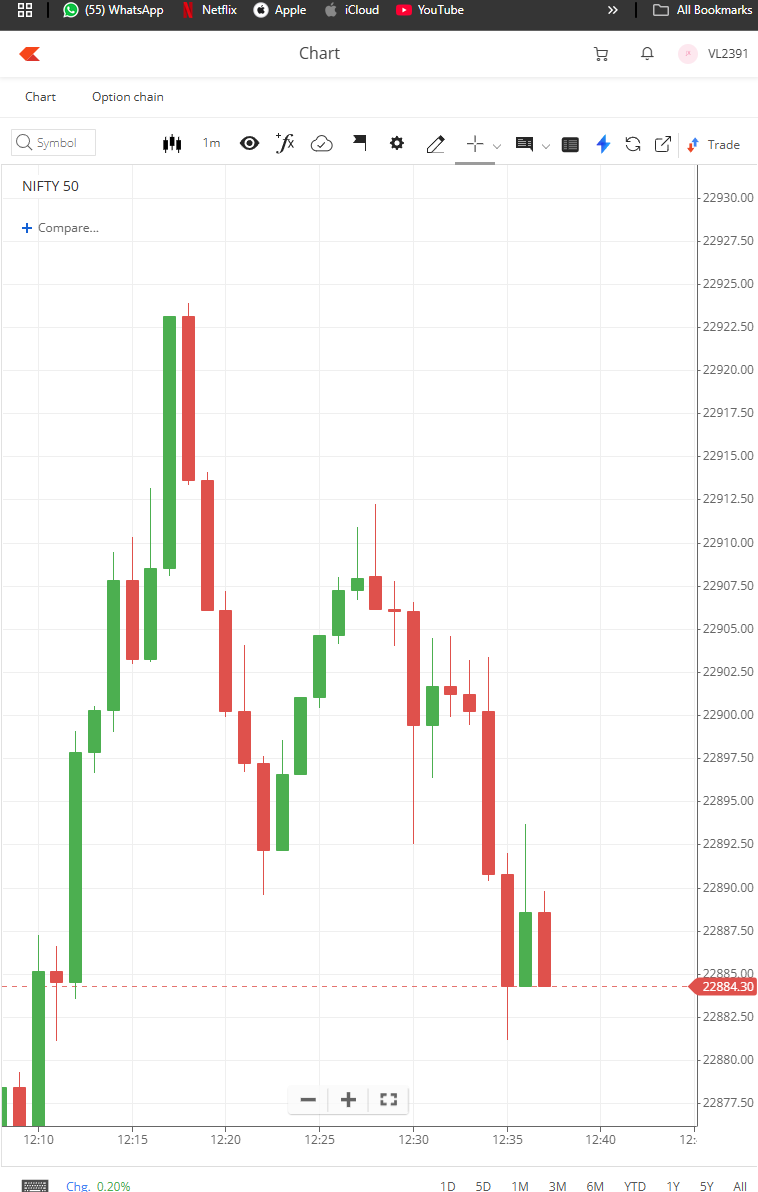 (55) WhatsApp Netflix Apple iCloud YouTube » All Bookmarks
Chart VL2391
Chart Option chain
Symbol 1m fx Trade
NIFTY 50
+ Compare...
22930.00
22927.50
22925.00
22922.50
22920.00
22917.50
22915.00
22912.50
22910.00
22907.50
22905.00
22902.50
22900.00
22897.50
22895.00
22892.50
22890.00
22887.50
22885.00
22884.30
22882.50
22880.00
22877.50
12:10 12:15 12:20 12:25 12:30 12:35 12:40 12:
Chg. 0.20% 1D 5D 1M 3M 6M YTD 1Y 5Y All